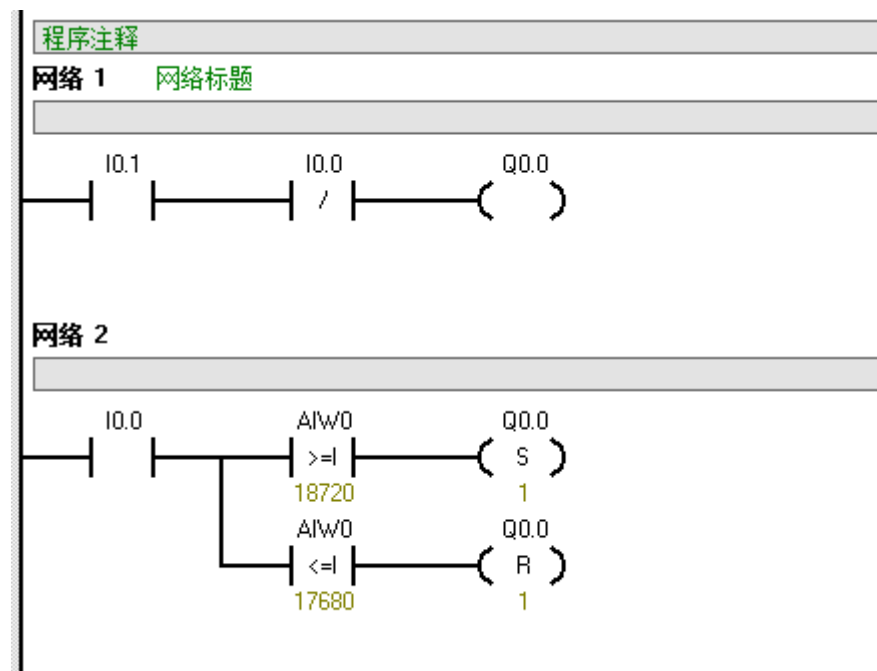 程序注释
网络 1 网络标题
I0.1 I0.0 Q0.0
/
网络 2
I0.0 AIW0 Q0.0
>=I S
18720 1
AIW0 Q0.0
<=I R
17680 1